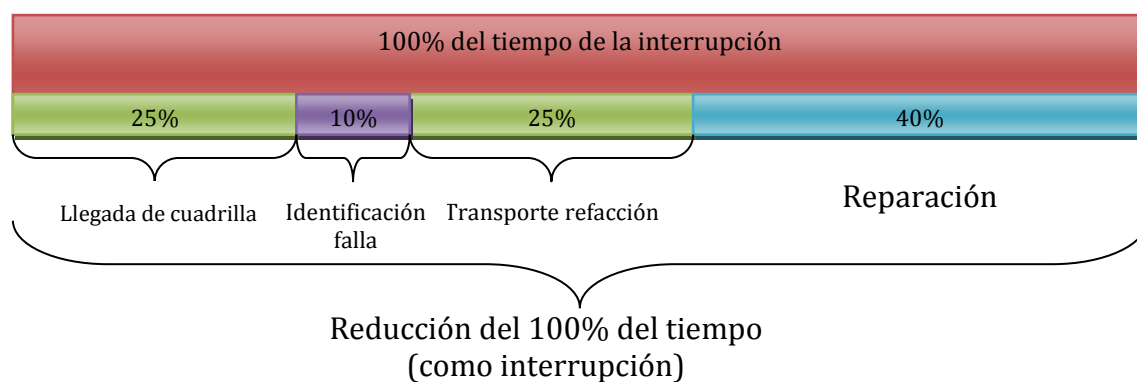 100% del tiempo de la interrupción
25%
10%
25%
40%
Llegada de cuadrilla
Identificación
falla
Transporte refacción
Reparación
Reducción del 100% del tiempo
(como interrupción)